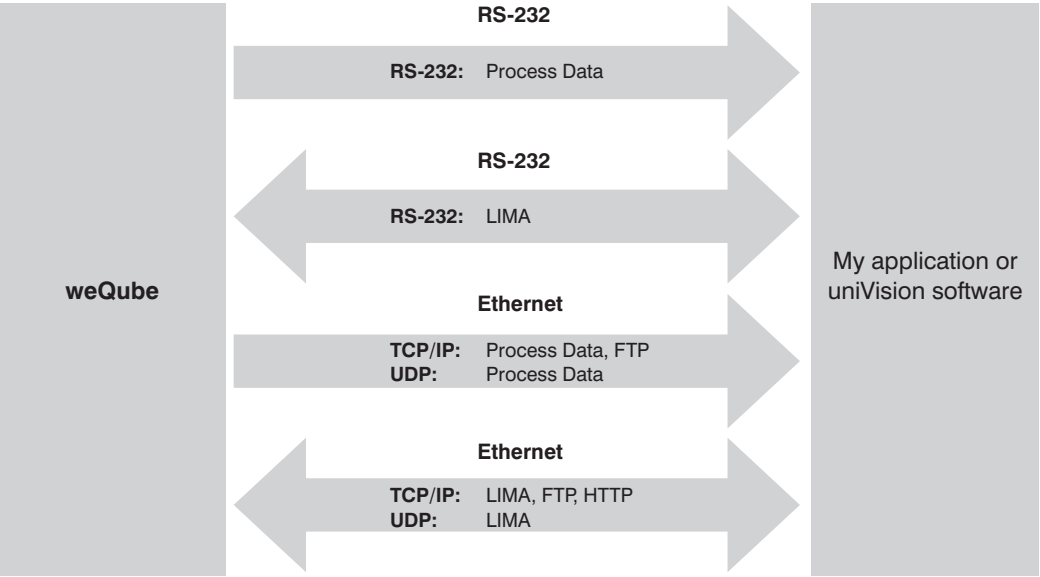 RS-232
RS-232: Process Data
RS-232
RS-232: LIMA
weQube
My application or
uniVision software
Ethernet
TCP/IP: Process Data, FTP
UDP: Process Data
Ethernet
TCP/IP: LIMA, FTP, HTTP
UDP: LIMA